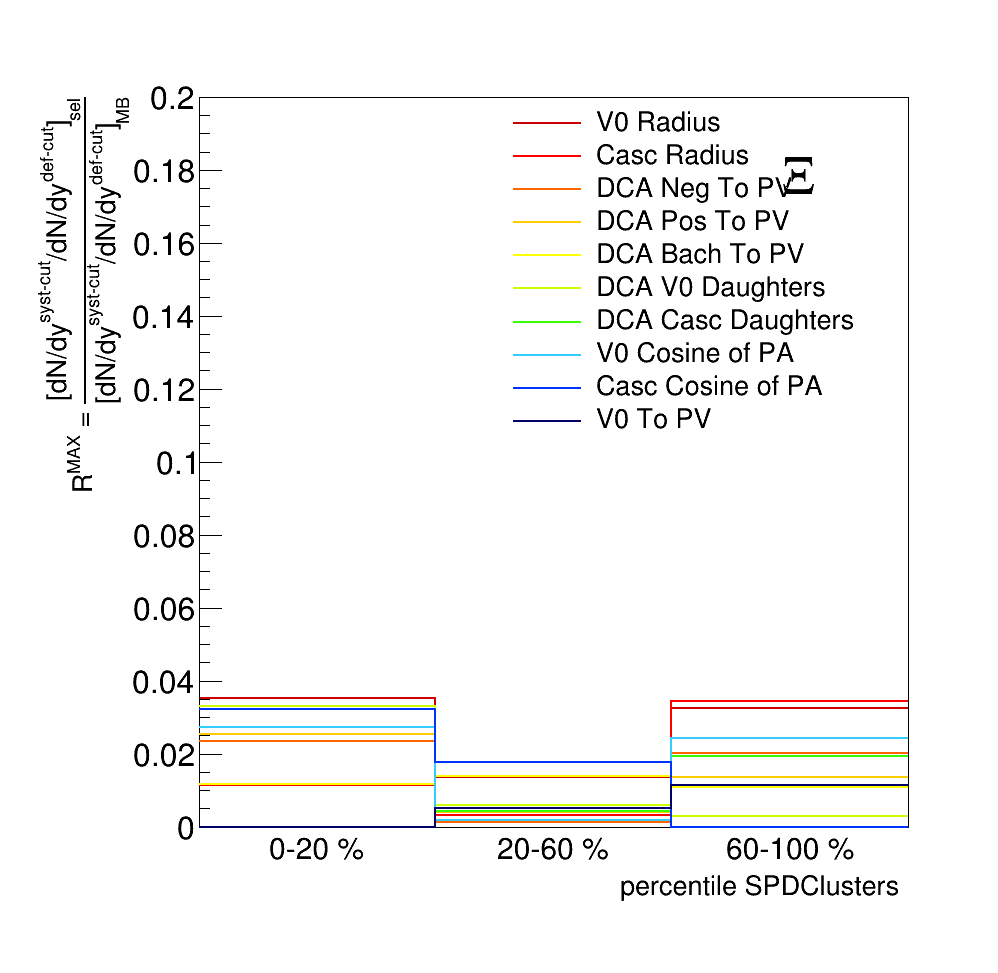 R^MAX = [dN/dy^syst-cut/dN/dy^def-cut]_sel
[dN/dy^syst-cut/dN/dy^def-cut]_MB
0.2
0.18
0.16
0.14
0.12
0.1
0.08
0.06
0.04
0.02
0
V0 Radius
Casc Radius
DCA Neg To PV
Ξ
DCA Pos To PV
DCA Bach To PV
DCA V0 Daughters
DCA Casc Daughters
V0 Cosine of PA
Casc Cosine of PA
V0 To PV
0-20 % 20-60 % 60-100 %
percentile SPDClusters